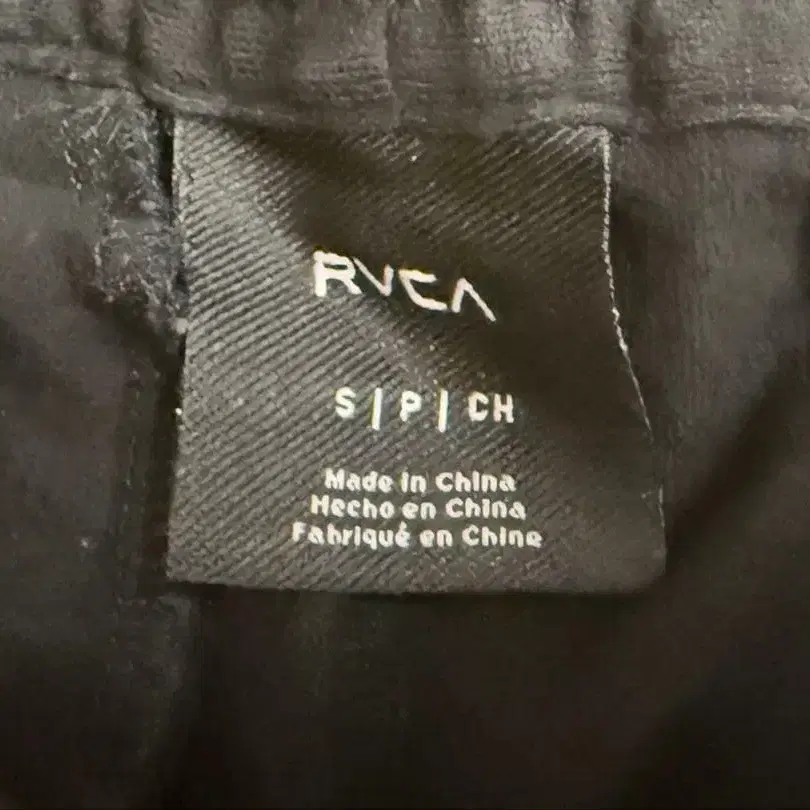 RVCA
S | P | CH
Made in China
Hecho en China
Fabriqué en Chine